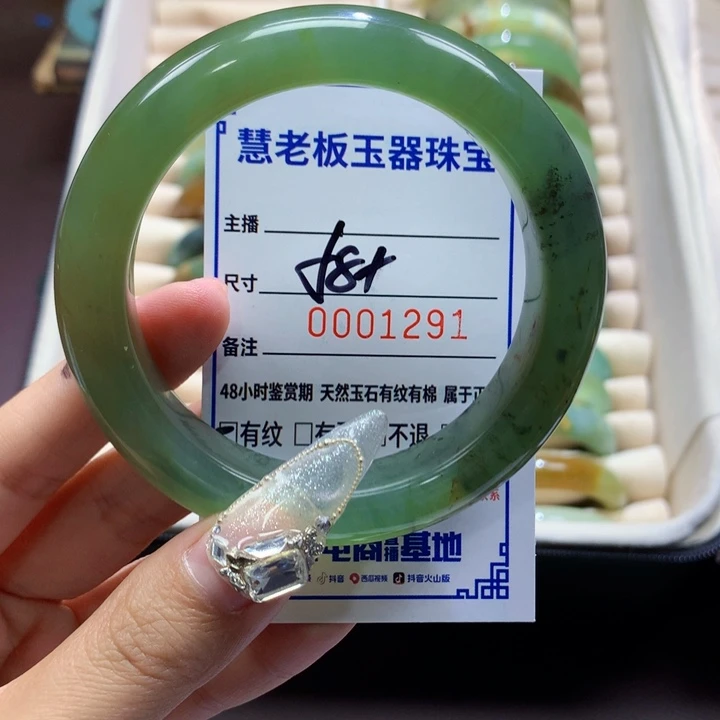 慧老板玉器珠宝
主播
尺寸 58+
0001291
备注
48小时鉴赏期 天然玉石有纹有棉 属于正
有纹 不退
电商 基地
抖音 西瓜视频 抖音火山版